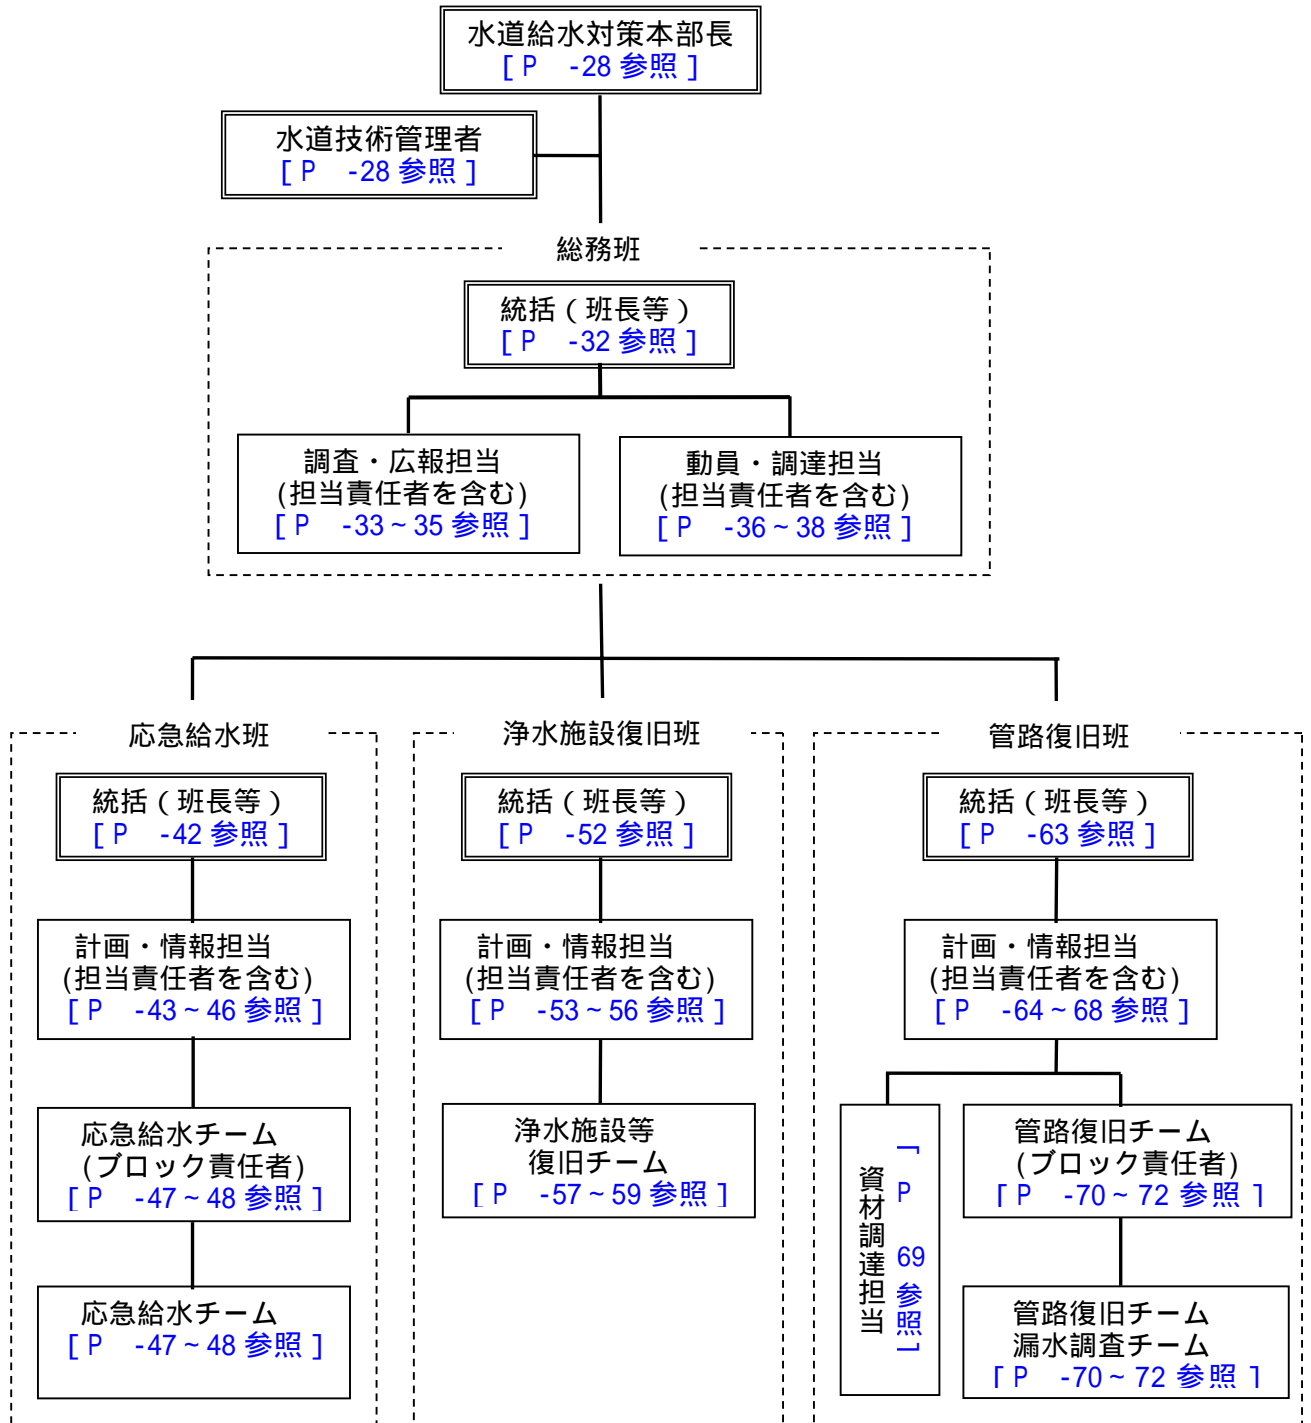 水道給水対策本部長
[ P -28 参照 ]
水道技術管理者
[ P -28 参照 ]
総務班
統括（班長等）
[ P -32 参照 ]
調査・広報担当
(担当責任者を含む)
[ P -33～35 参照 ]
動員・調達担当
(担当責任者を含む)
[ P -36～38 参照 ]
応急給水班
統括（班長等）
[ P -42 参照 ]
計画・情報担当
(担当責任者を含む)
[ P -43～46 参照 ]
応急給水チーム
(ブロック責任者)
[ P -47～48 参照 ]
応急給水チーム
[ P -47～48 参照 ]
浄水施設復旧班
統括（班長等）
[ P -52 参照 ]
計画・情報担当
(担当責任者を含む)
[ P -53～56 参照 ]
浄水施設等
復旧チーム
[ P -57～59 参照 ]
管路復旧班
統括（班長等）
[ P -63 参照 ]
計画・情報担当
(担当責任者を含む)
[ P -64～68 参照 ]
資材調達担当
[ P 69 参照 ]
管路復旧チーム
(ブロック責任者)
[ P -70～72 参照 ]
管路復旧チーム
漏水調査チーム
[ P -70～72 参照 ]